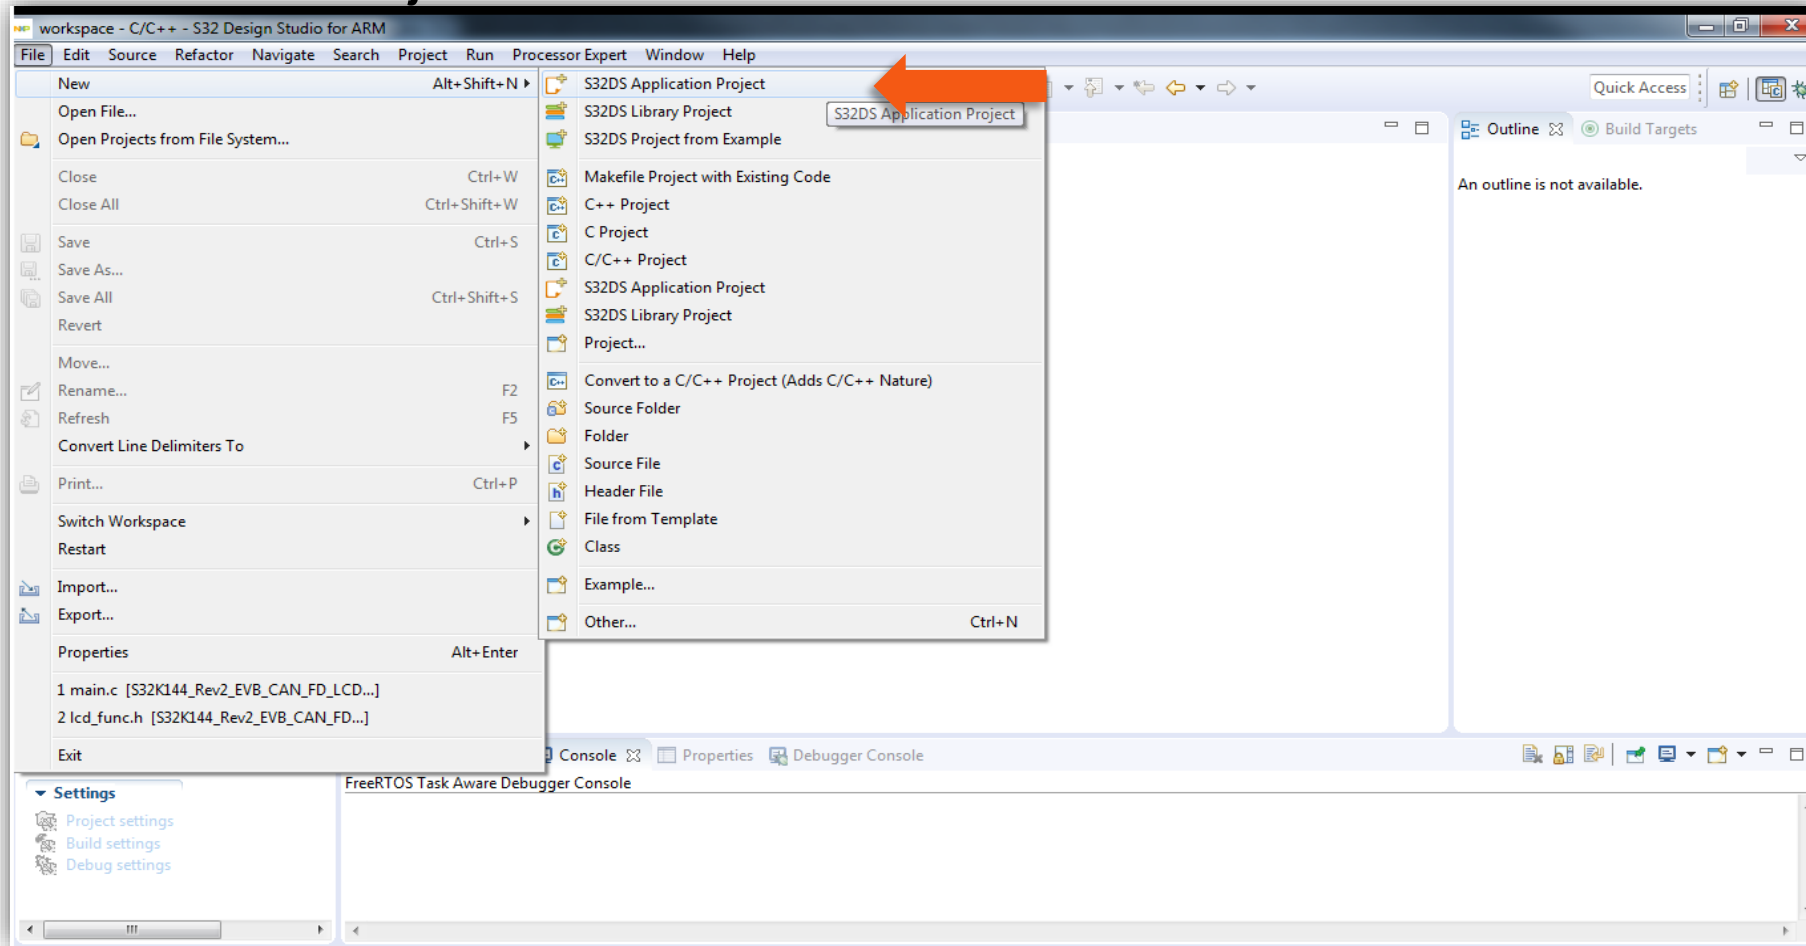 workspace - C/C++ - S32 Design Studio for ARM
File Edit Source Refactor Navigate Search Project Run Processor Expert Window Help
New Alt+Shift+N
Open File...
Open Projects from File System...
Close Ctrl+W
Close All Ctrl+Shift+W
Save Ctrl+S
Save As...
Save All Ctrl+Shift+S
Revert
Move...
Rename... F2
Refresh F5
Convert Line Delimiters To
Print... Ctrl+P
Switch Workspace
Restart
Import...
Export...
Properties Alt+Enter
1 main.c [S32K144_Rev2_EVB_CAN_FD_LCD...]
2 lcd_func.h [S32K144_Rev2_EVB_CAN_FD...]
Exit
S32DS Application Project
S32DS Library Project
S32DS Project from Example
Makefile Project with Existing Code
C++ Project
C Project
C/C++ Project
S32DS Application Project
S32DS Library Project
Project...
Convert to a C/C++ Project (Adds C/C++ Nature)
Source Folder
Folder
Source File
Header File
File from Template
Class
Example...
Other... Ctrl+N
S32DS Application Project
Quick Access
Outline Build Targets
An outline is not available.
Console Properties Debugger Console
FreeRTOS Task Aware Debugger Console
Settings
Project settings
Build settings
Debug settings